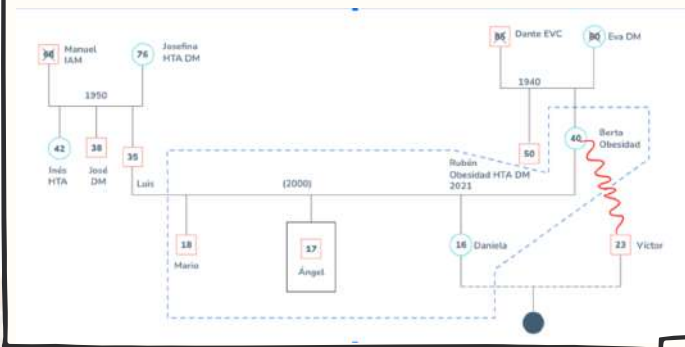 Manuel
IAM
Josefina
HTA DM
76
Dante EVC
Eva DM
1950
1940
42
38
35
50
40
Berta
Obesidad
Inés
HTA
José
DM
Luis
Rubén
Obesidad HTA DM
2021
(2000)
18
17
16
Daniela
23
Víctor
Mario
Ángel